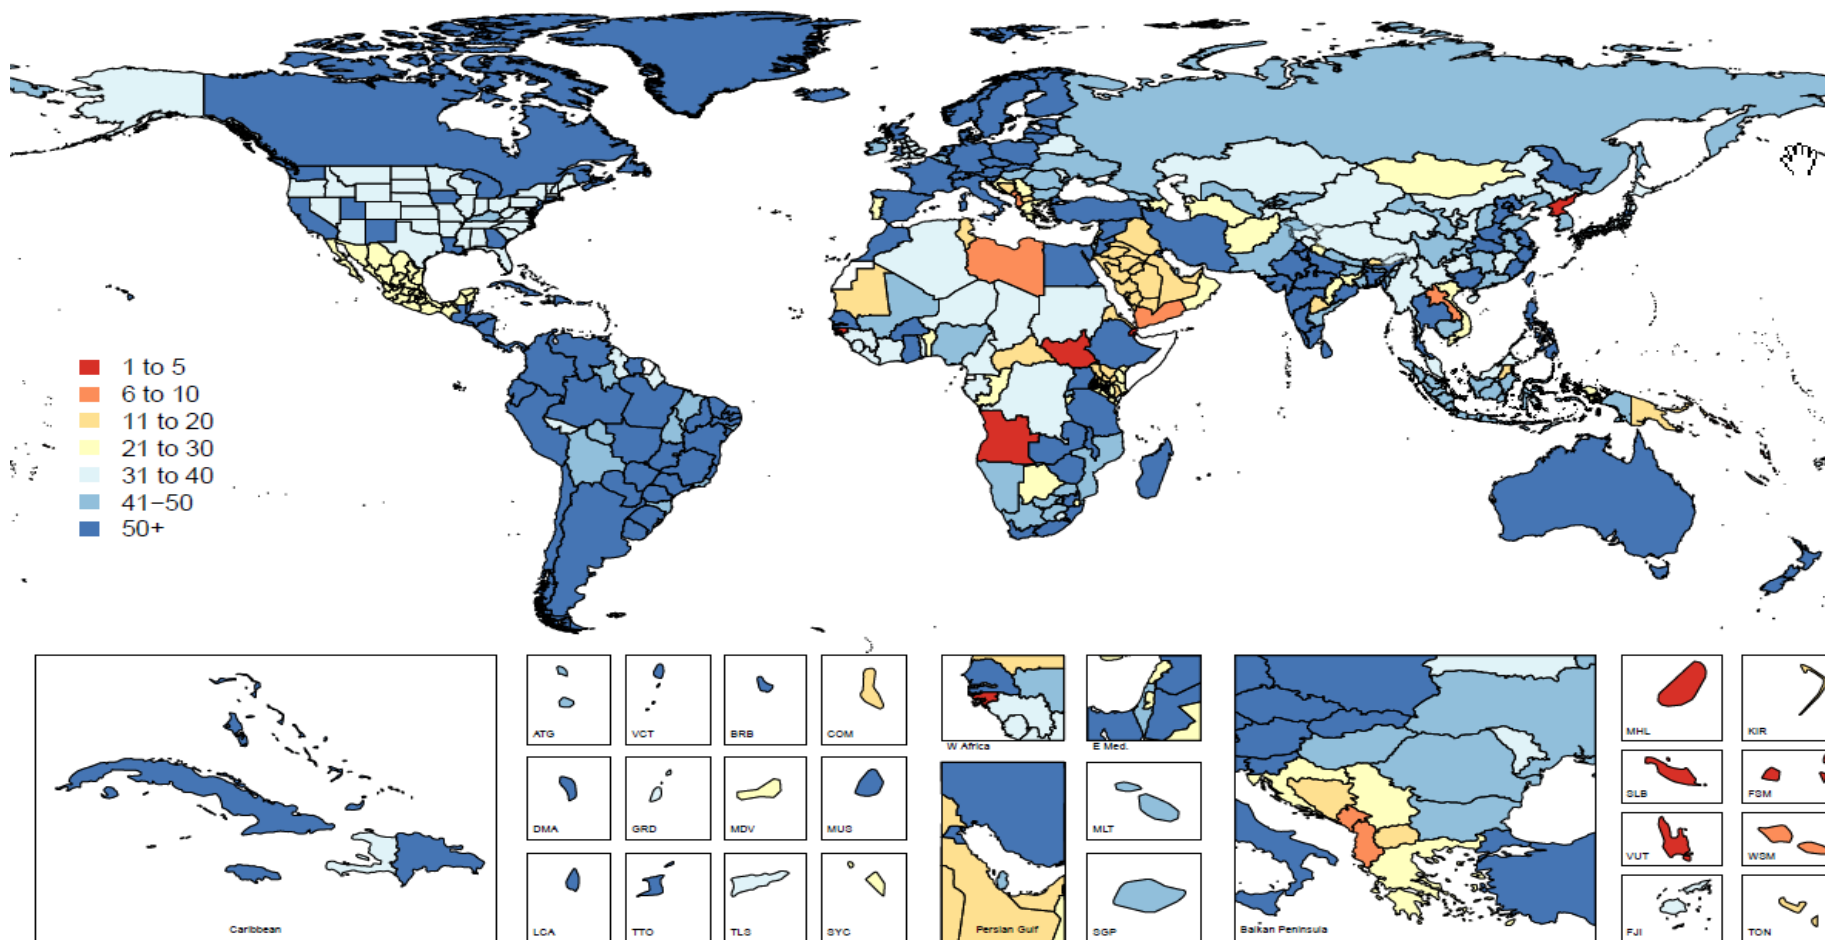 1 to 5
6 to 10
11 to 20
21 to 30
31 to 40
41−50
50+
Caribbean
ATG
VCT
BRB
COM
DMA
GRD
MDV
MUS
LCA
TTO
TLS
SYC
W Africa
E Med.
Persian Gulf
MLT
SGP
Balkan Peninsula
MHL
KIR
SLB
FSM
VUT
WSM
FJI
TON